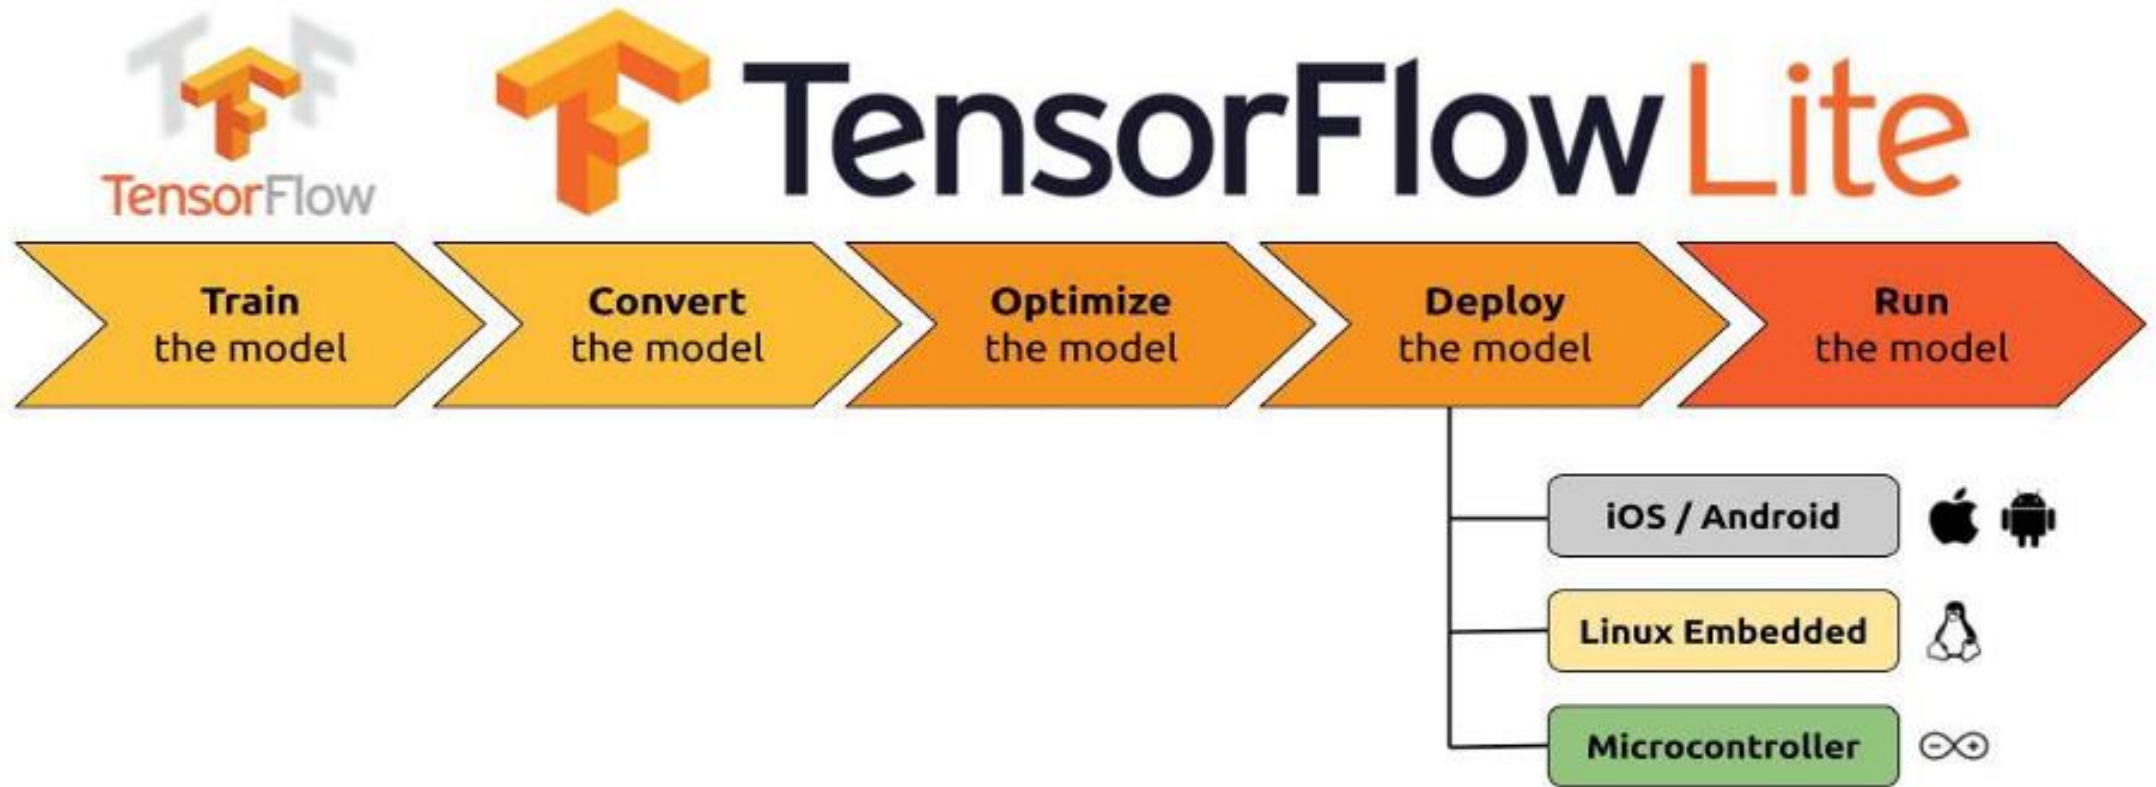 TensorFlow
TensorFlow Lite
Train
the model
Convert
the model
Optimize
the model
Deploy
the model
Run
the model
iOS / Android
Linux Embedded
Microcontroller